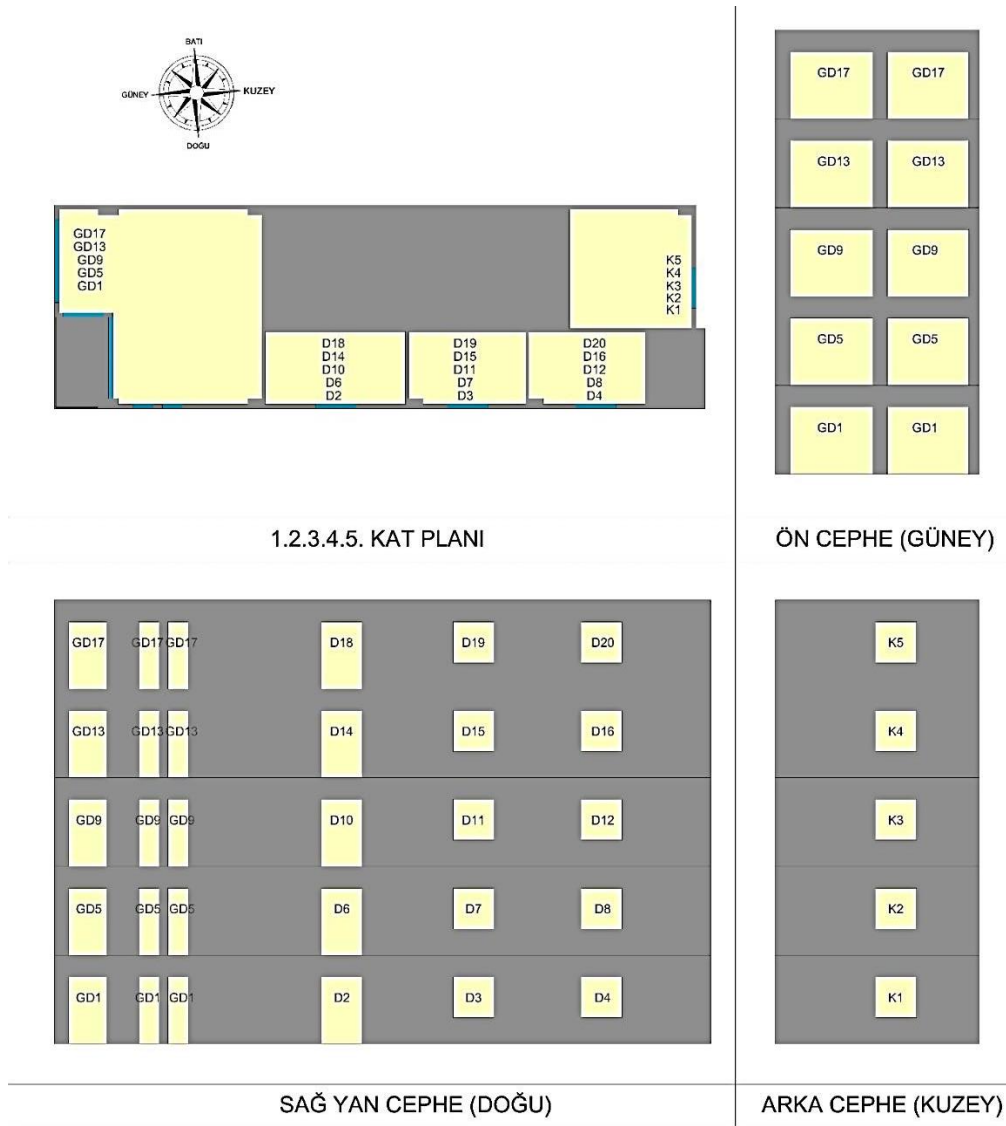 BATI
GÜNEY
KUZEY
DOĞU
GD17
GD13
GD9
GD5
GD1
D18
D14
D10
D6
D2
D19
D15
D11
D7
D3
D20
D16
D12
D8
D4
K5
K4
K3
K2
K1
1.2.3.4.5. KAT PLANI
GD17 GD17
GD13 GD13
GD9 GD9
GD5 GD5
GD1 GD1
ÖN CEPHE (GÜNEY)
GD17 GD17 GD17 D18 D19 D20
GD13 GD13 GD13 D14 D15 D16
GD9 GD9 GD9 D10 D11 D12
GD5 GD5 GD5 D6 D7 D8
GD1 GD1 GD1 D2 D3 D4
SAĞ YAN CEPHE (DOĞU)
K5
K4
K3
K2
K1
ARKA CEPHE (KUZEY)